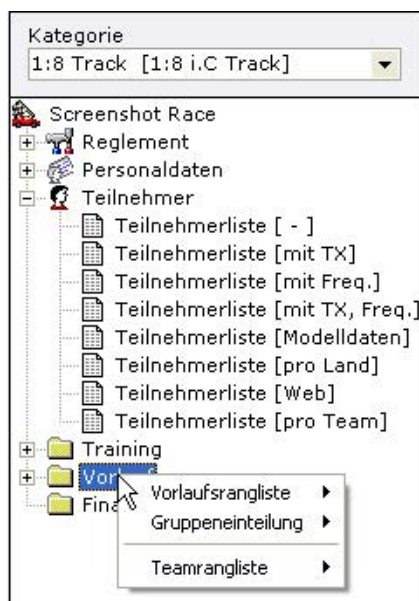 Kategorie
1:8 Track [1:8 i.C Track]
Screenshot Race
Reglement
Personaldaten
Teilnehmer
Teilnehmerliste [ - ]
Teilnehmerliste [mit TX]
Teilnehmerliste [mit Freq.]
Teilnehmerliste [mit TX, Freq.]
Teilnehmerliste [Modelldaten]
Teilnehmerliste [pro Land]
Teilnehmerliste [Web]
Teilnehmerliste [pro Team]
Training
Vorlaufsrangliste
Gruppeneinteilung
Teamrangliste